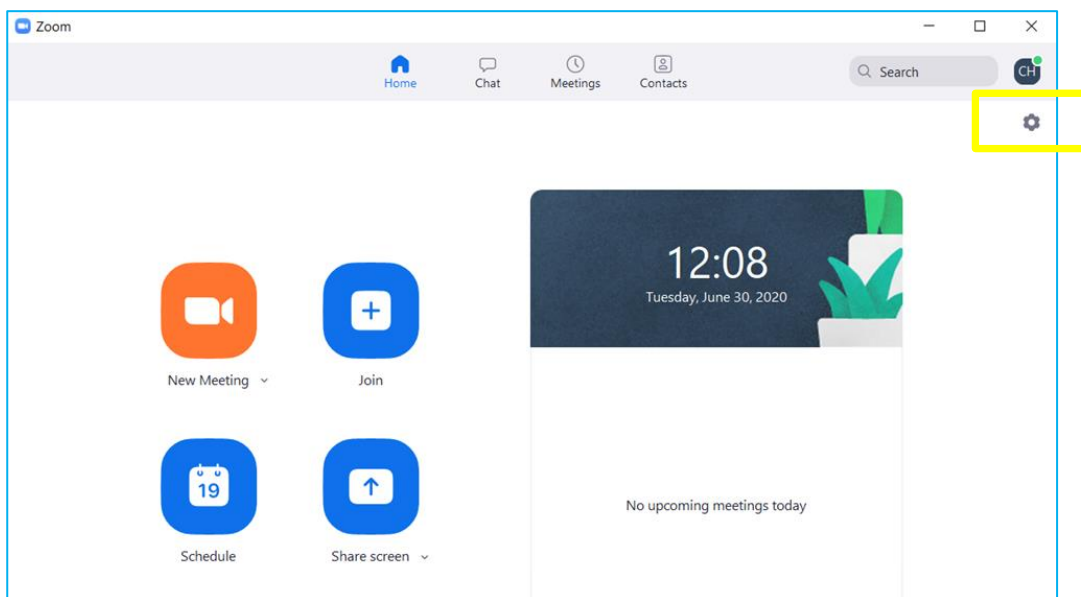 Zoom
Home Chat Meetings Contacts
Search
CH
12:08
Tuesday, June 30, 2020
New Meeting
Join
19
Schedule
Share screen
No upcoming meetings today